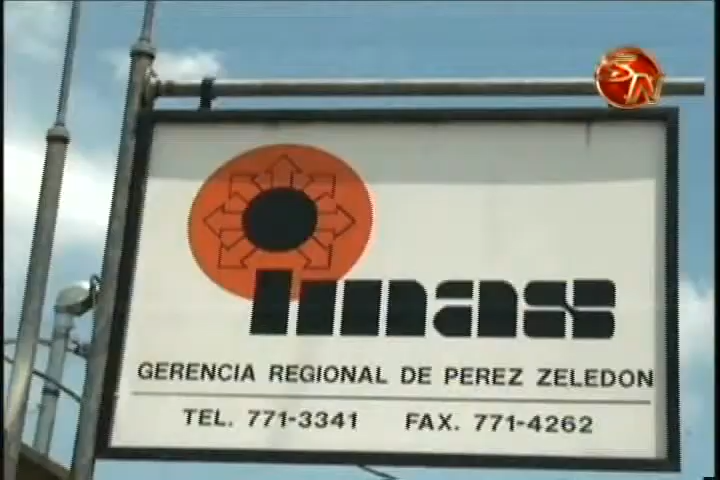 imas
GERENCIA REGIONAL DE PEREZ ZELEDON
TEL. 771-3341 FAX. 771-4262